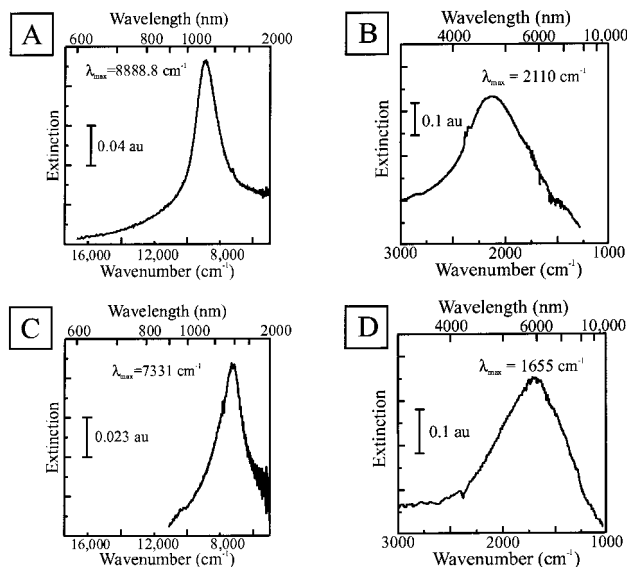 A
Wavelength (nm)
600 800 1000 2000
λmax=8888.8 cm-1
0.04 au
Extinction
16,000 12,000 8,000
Wavenumber (cm-1)
B
Wavelength (nm)
4000 6000 10,000
λmax = 2110 cm-1
0.1 au
Extinction
3000 2000 1000
Wavenumber (cm-1)
C
Wavelength (nm)
600 800 1000 2000
λmax=7331 cm-1
0.023 au
Extinction
16,000 12,000 8,000
Wavenumber (cm-1)
D
Wavelength (nm)
4000 6000 10,000
λmax = 1655 cm-1
0.1 au
Extinction
3000 2000 1000
Wavenumber (cm-1)